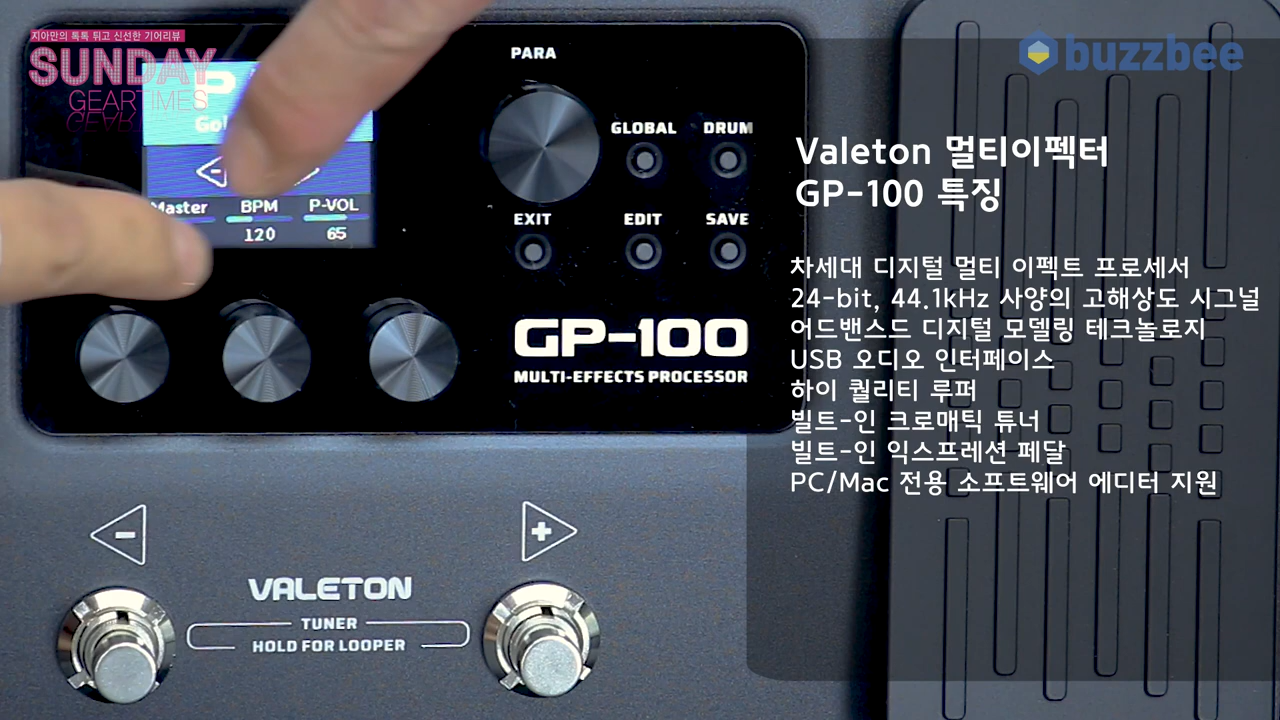 지아만의 톡톡 튀고 신선한 기어리뷰
SUNDAY
GEARTIMES
buzzbee
PARA
GLOBAL DRUM
EXIT EDIT SAVE
Master BPM P-VOL
120 65
GP-100
MULTI-EFFECTS PROCESSOR
Valeton 멀티이펙터
GP-100 특징
차세대 디지털 멀티 이펙트 프로세서
24-bit, 44.1kHz 사양의 고해상도 시그널
어드밴스드 디지털 모델링 테크놀로지
USB 오디오 인터페이스
하이 퀄리티 루퍼
빌트-인 크로매틱 튜너
빌트-인 익스프레션 페달
PC/Mac 전용 소프트웨어 에디터 지원
- +
VALETON
TUNER
HOLD FOR LOOPER